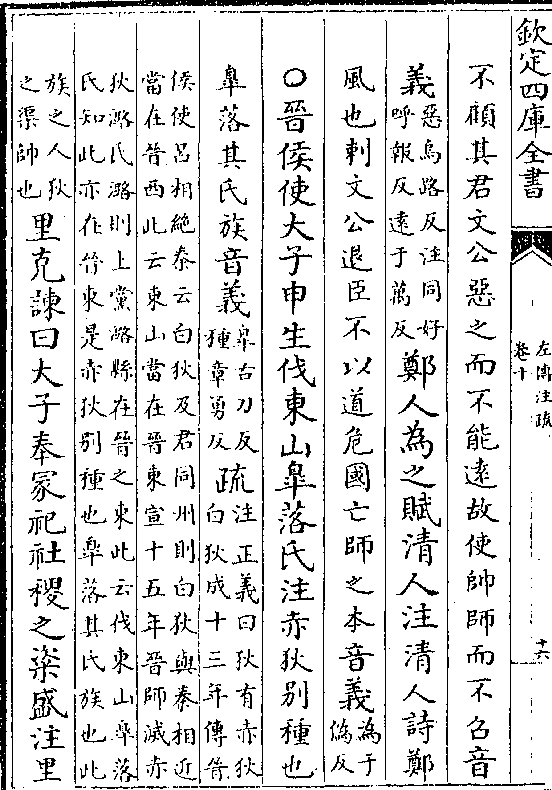 欽定四庫全書
左傳注疏
卷十
十六
不顧其君文公惡之而不能遠故使帥師而不召音
義惡烏路反注同好
呼報反遠于萬反鄭人為之賦清人注清人詩鄭
風也刺文公退臣不以道危國亡師之本音義為于
偽反
○晉侯使大子申生伐東山皐落氏注赤狄別種也
皐落其氏族音義皐古刀反
種章勇反疏注正義曰狄有赤狄
白狄成十三年傳晉
侯使呂相絶秦云白狄及君同州則白狄與秦相近
當在晉西此云東山當在晉東宣十五年晉師滅赤
狄潞氏潞則上黨潞縣在晉之東此云伐東山皐落
氏知此亦在晉東是赤狄別種也皐落其氏族也此
族之人狄
之渠帥也里克諫曰大子奉冢祀社稷之粢盛注里